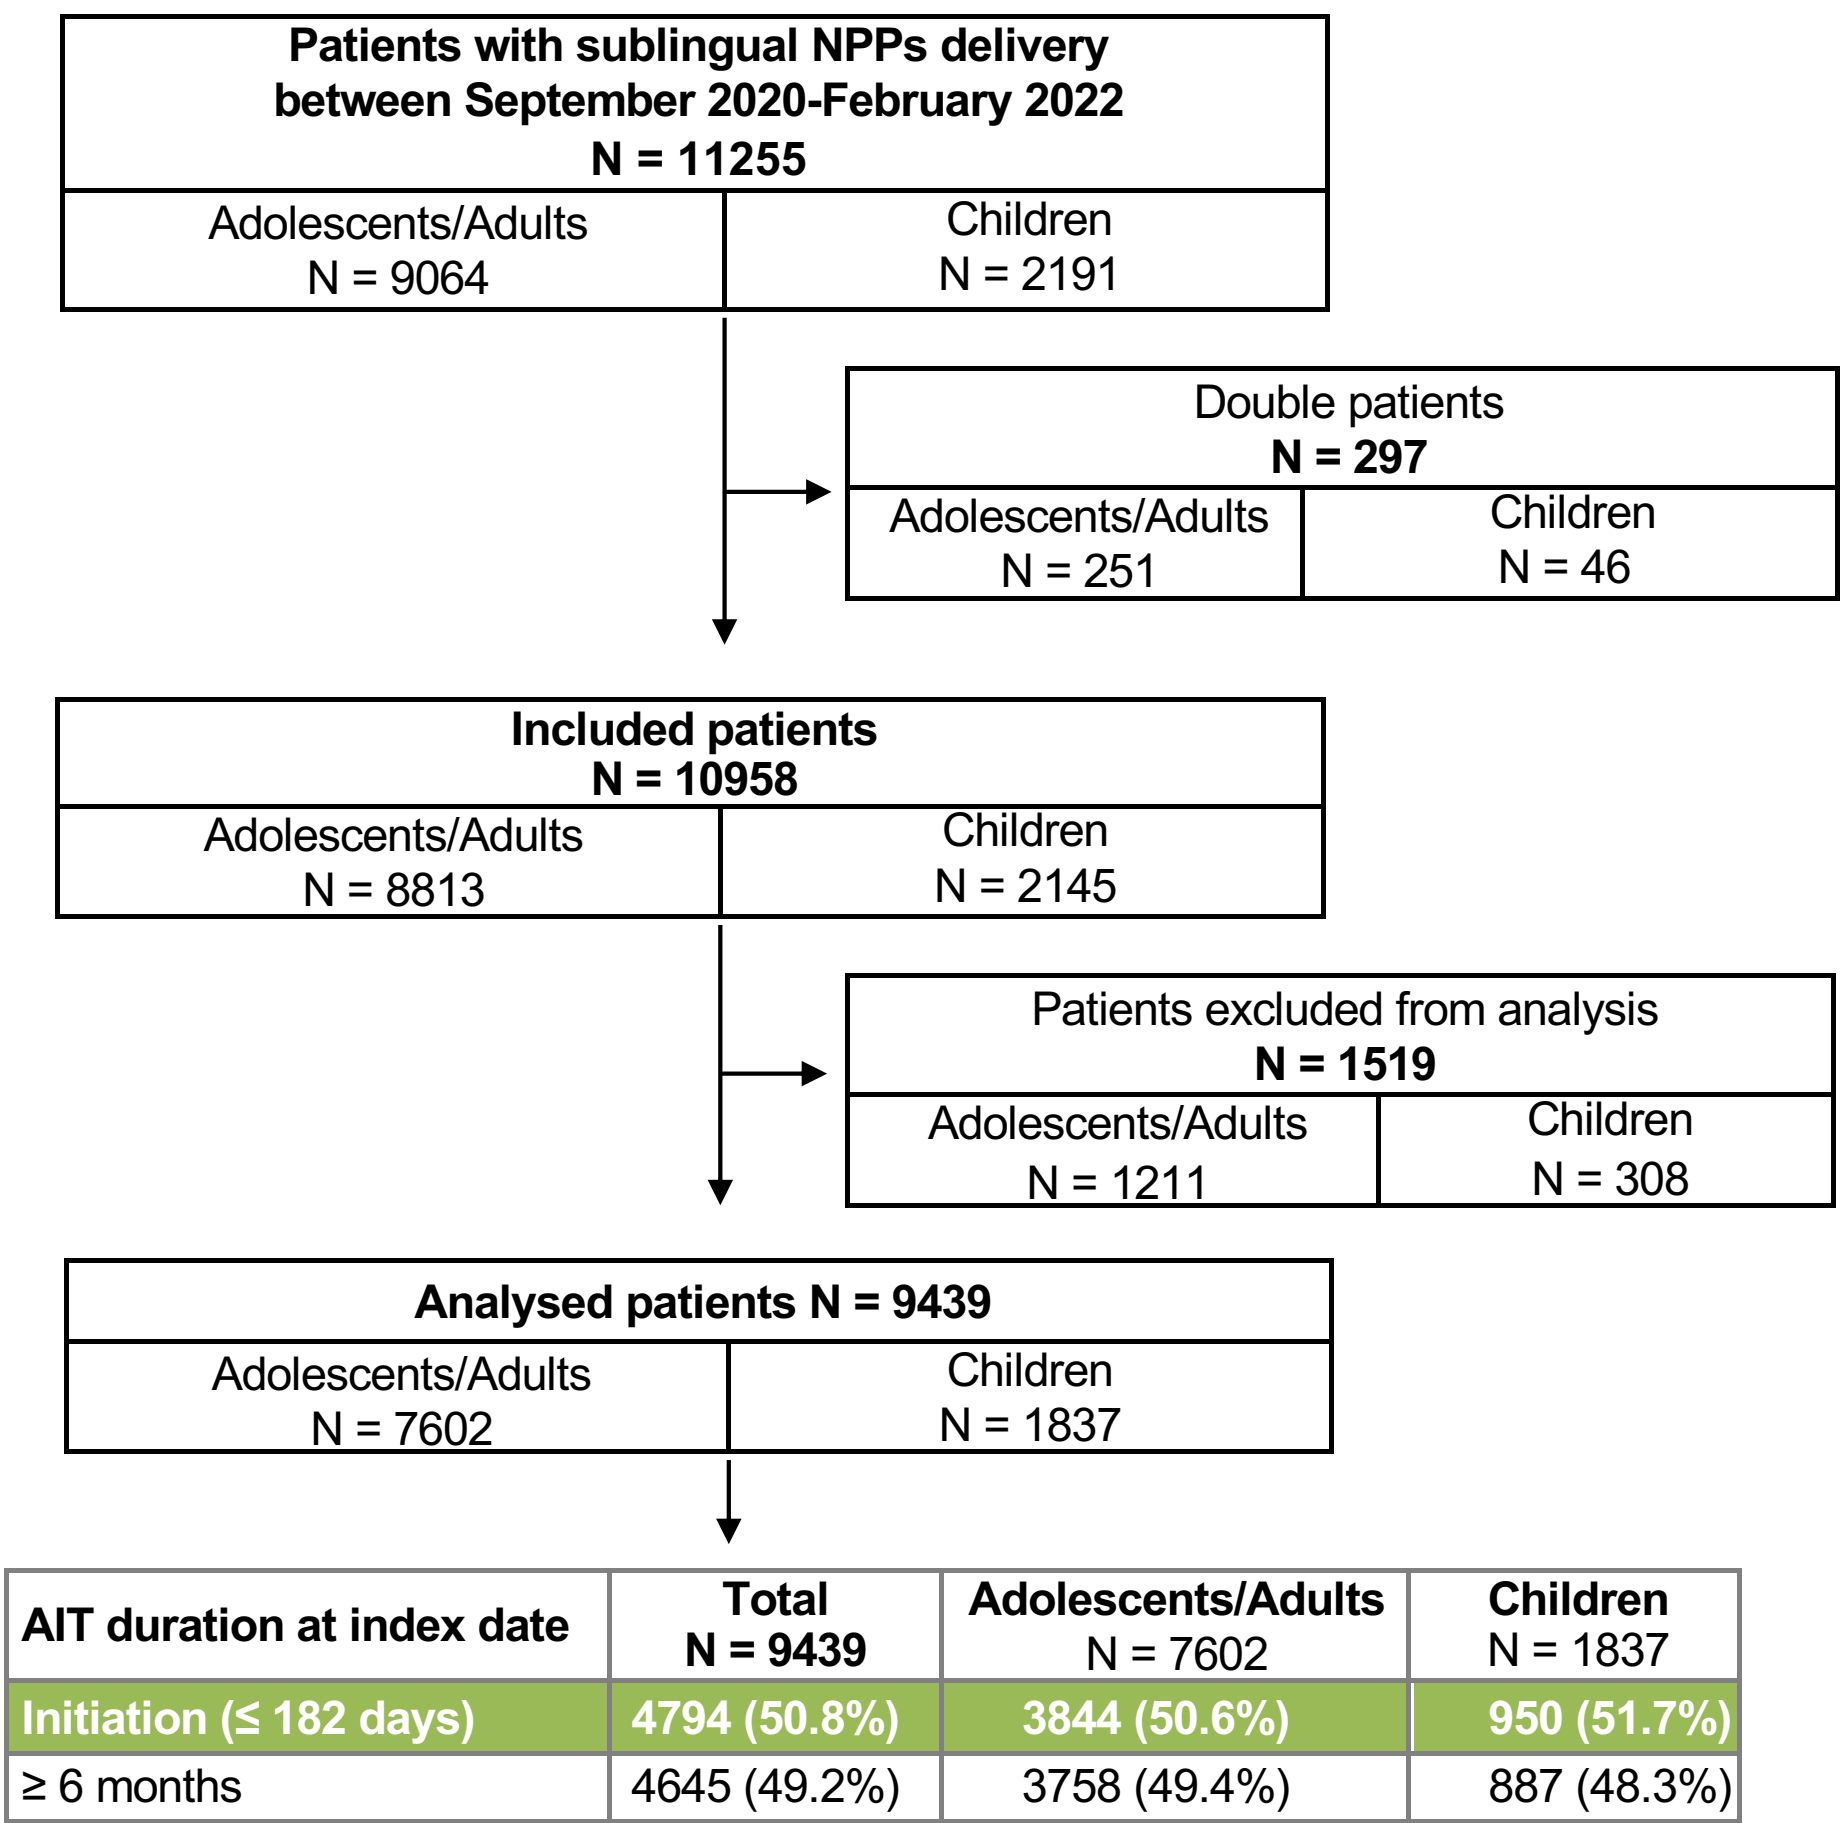 Patients with sublingual NPPs delivery
between September 2020-February 2022
N = 11255
Adolescents/Adults
N = 9064
Children
N = 2191
Double patients
N = 297
Adolescents/Adults
N = 251
Children
N = 46
Included patients
N = 10958
Adolescents/Adults
N = 8813
Children
N = 2145
Patients excluded from analysis
N = 1519
Adolescents/Adults
N = 1211
Children
N = 308
Analysed patients N = 9439
Adolescents/Adults
N = 7602
Children
N = 1837
AIT duration at index date
Total
N = 9439
Adolescents/Adults
N = 7602
Children
N = 1837
Initiation (≤ 182 days)
4794 (50.8%)
3844 (50.6%)
950 (51.7%)
≥ 6 months
4645 (49.2%)
3758 (49.4%)
887 (48.3%)